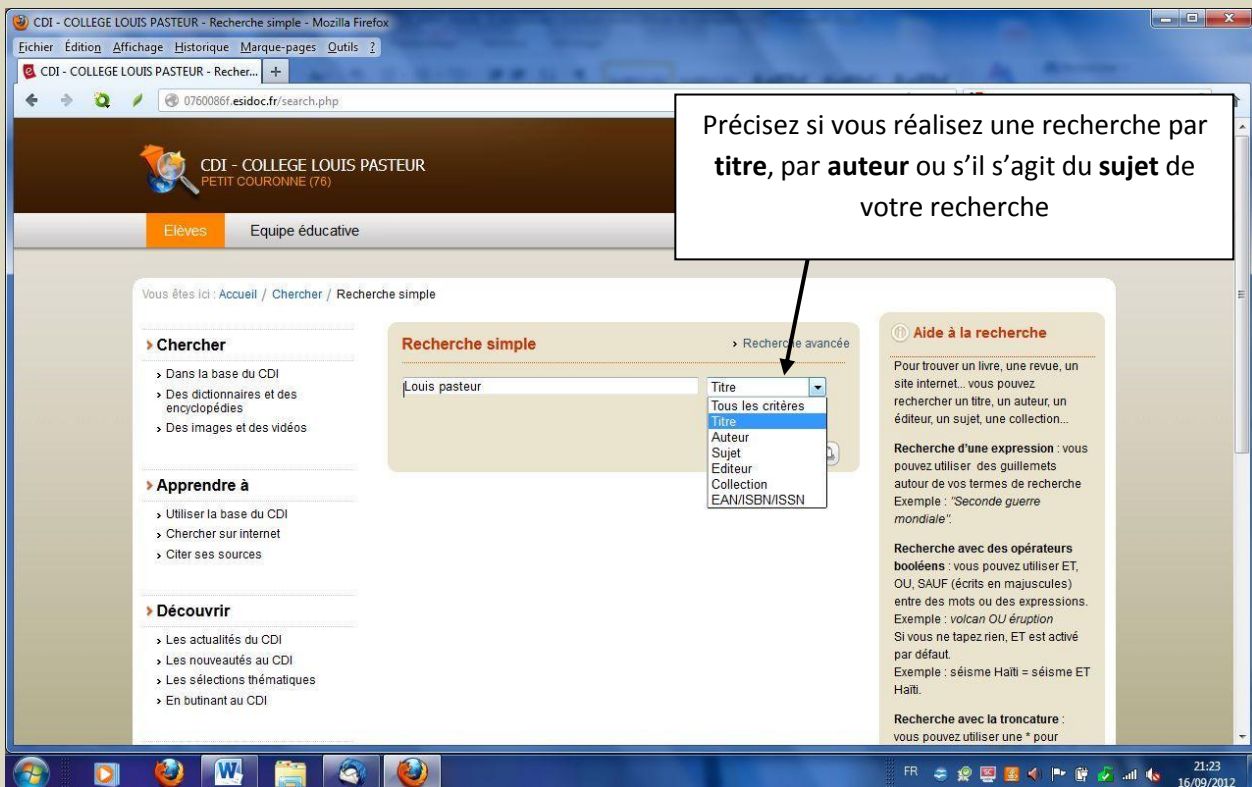 CDI - COLLEGE LOUIS PASTEUR - Recherche simple - Mozilla Firefox
Fichier Édition Affichage Historique Marque-pages Outils ?
CDI - COLLEGE LOUIS PASTEUR - Recher... +
0760086f.esidoc.fr/search.php
Précisez si vous réalisez une recherche par
titre, par auteur ou s’il s’agit du sujet de
votre recherche
CDI - COLLEGE LOUIS PASTEUR
PETIT COURONNE (76)
Elèves Equipe éducative
Vous êtes ici : Accueil / Chercher / Recherche simple
Chercher
Dans la base du CDI
Des dictionnaires et des
encyclopédies
Des images et des vidéos
Apprendre à
Utiliser la base du CDI
Chercher sur internet
Citer ses sources
Découvrir
Les actualités du CDI
Les nouveautés au CDI
Les sélections thématiques
En butinant au CDI
Recherche simple
Recherche avancée
Louis pasteur
Titre
Tous les critères
Titre
Auteur
Sujet
Editeur
Collection
EAN/ISBN/ISSN
Aide à la recherche
Pour trouver un livre, une revue, un
site internet... vous pouvez
rechercher un titre, un auteur, un
éditeur, un sujet, une collection...
Recherche d'une expression : vous
pouvez utiliser des guillemets
autour de vos termes de recherche
Exemple : "Seconde guerre
mondiale".
Recherche avec des opérateurs
booléens : vous pouvez utiliser ET,
OU, SAUF (écrits en majuscules)
entre des mots ou des expressions.
Exemple : volcan OU éruption
Si vous ne tapez rien, ET est activé
par défaut.
Exemple : séisme Haïti = séisme ET
Haïti.
Recherche avec la troncature :
vous pouvez utiliser une * pour
FR
21:23
16/09/2012